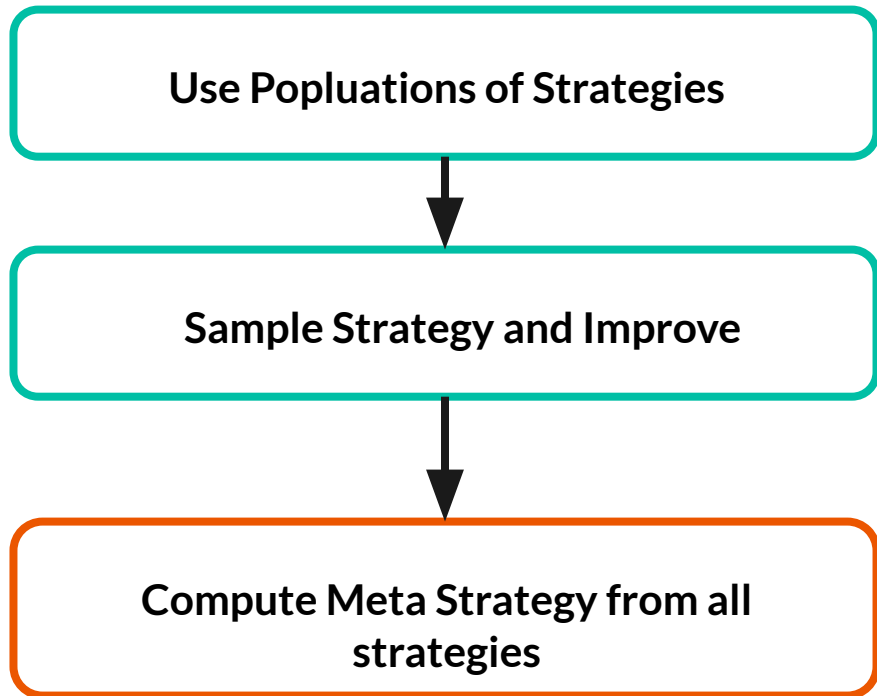 Use Popluations of Strategies
Sample Strategy and Improve
Compute Meta Strategy from all
strategies